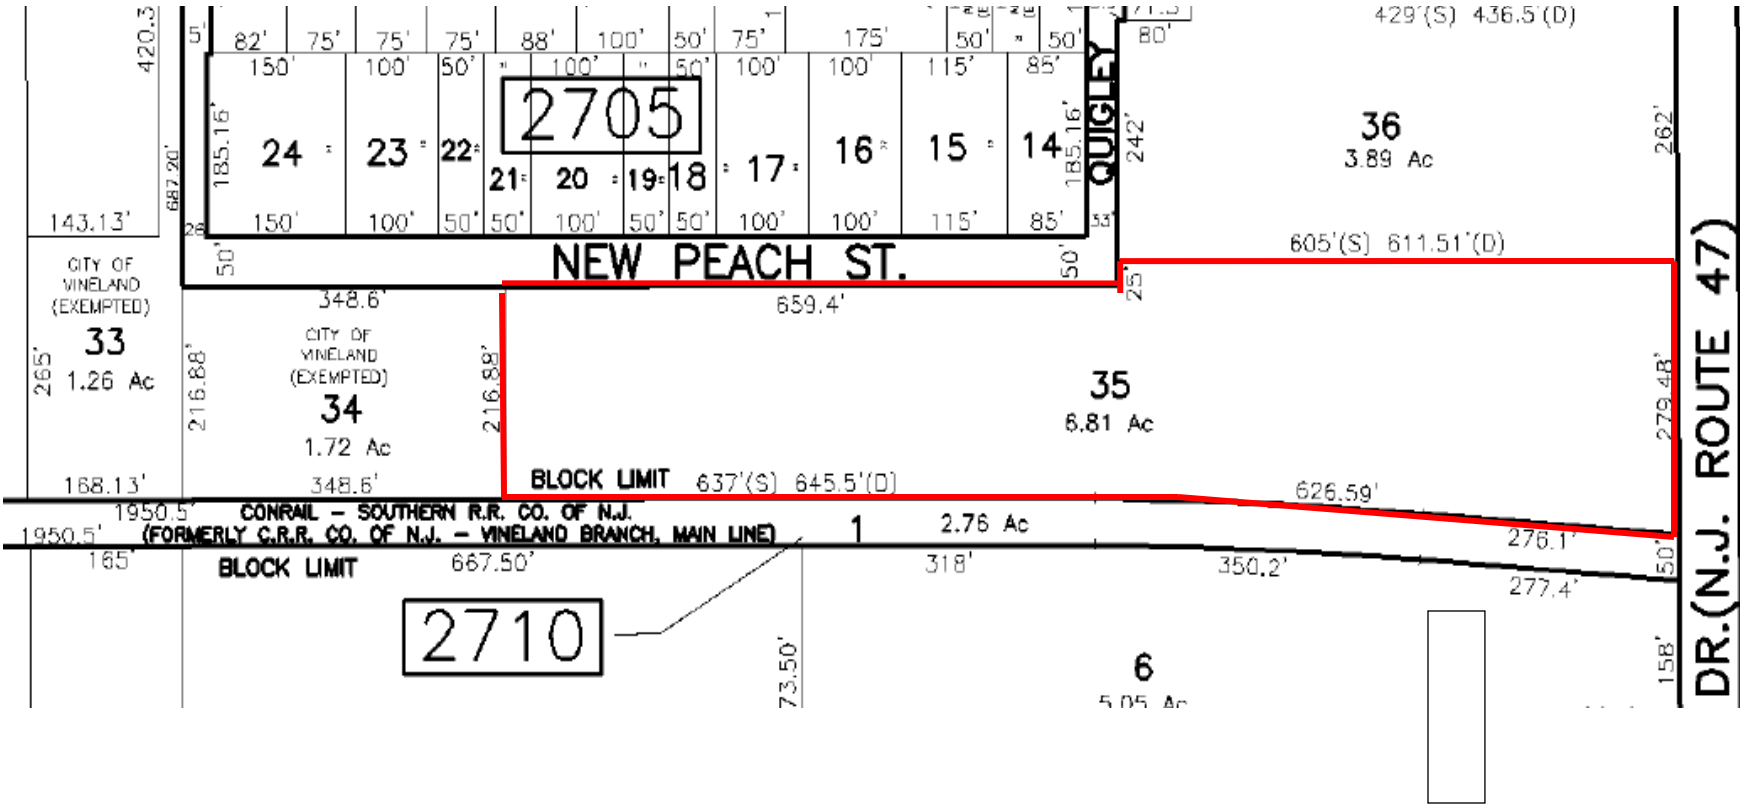 429'(S) 436.5'(D)
420.3
5'
82' 75' 75' 75' 88' 100' 50' 75' 175' 50' " 50'
80'
150' 100' 50' " 100' " 50' 100' 100' 115' 85'
2705
QUIGLEY
185.16'
24 " 23 " 22" 21" 20 " 19" 18 " 17 " 16" 15 " 14
185.16'
242'
36
3.89 Ac
262'
687.20'
143.13'
26
150' 100' 50' 50' 100' 50' 50' 100' 100' 115' 85'
33'
605'(S) 611.51'(D)
50'
NEW PEACH ST.
50'
25'
CITY OF
VINELAND
(EXEMPTED)
33
1.26 Ac
265'
168.13'
348.6'
CITY OF
VINELAND
(EXEMPTED)
34
1.72 Ac
216.88'
216.88'
348.6'
659.4'
35
6.81 Ac
279.48'
BLOCK LIMIT 637'(S) 645.5'(D)
626.59'
1950.5'
CONRAIL - SOUTHERN R.R. CO. OF N.J.
(FORMERLY C.R.R. CO. OF N.J. - VINELAND BRANCH, MAIN LINE)
1950.5'
1 2.76 Ac
276.1'
50'
165'
BLOCK LIMIT
667.50'
318'
350.2'
277.4'
2710
73.50'
6
5.05 Ac
158'
DR.(N.J. ROUTE 47)